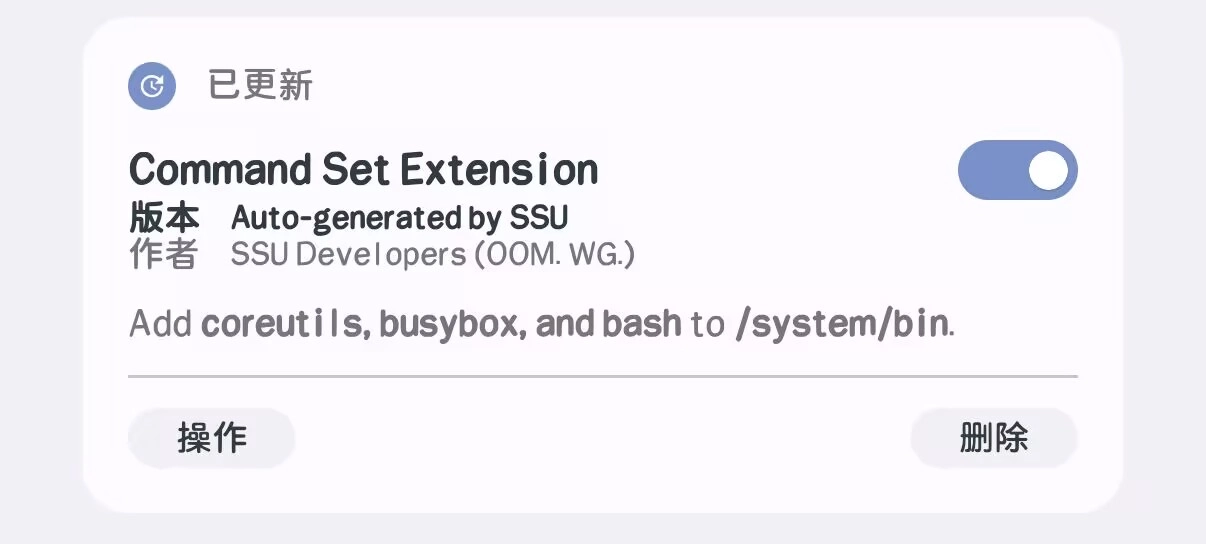 已更新
Command Set Extension
版本 Auto-generated by SSU
作者 SSU Developers (OOM. WG.)
Add coreutils, busybox, and bash to /system/bin.
操作
删除